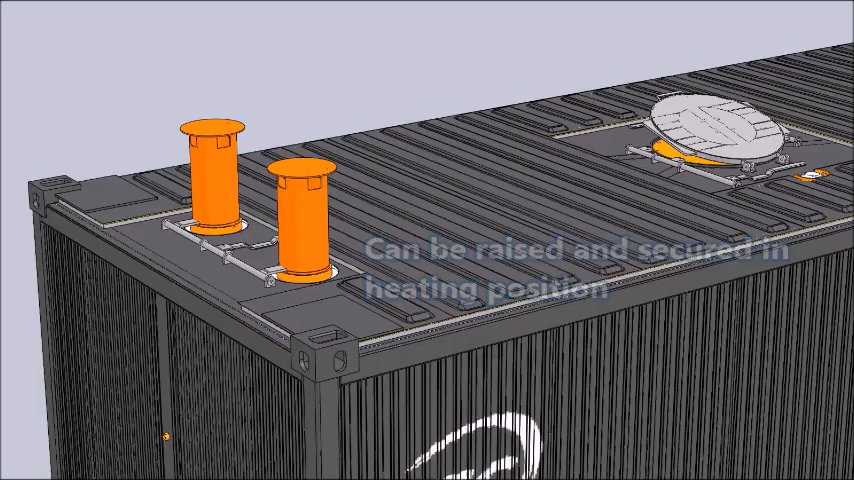 Can be raised and secured in
heating position